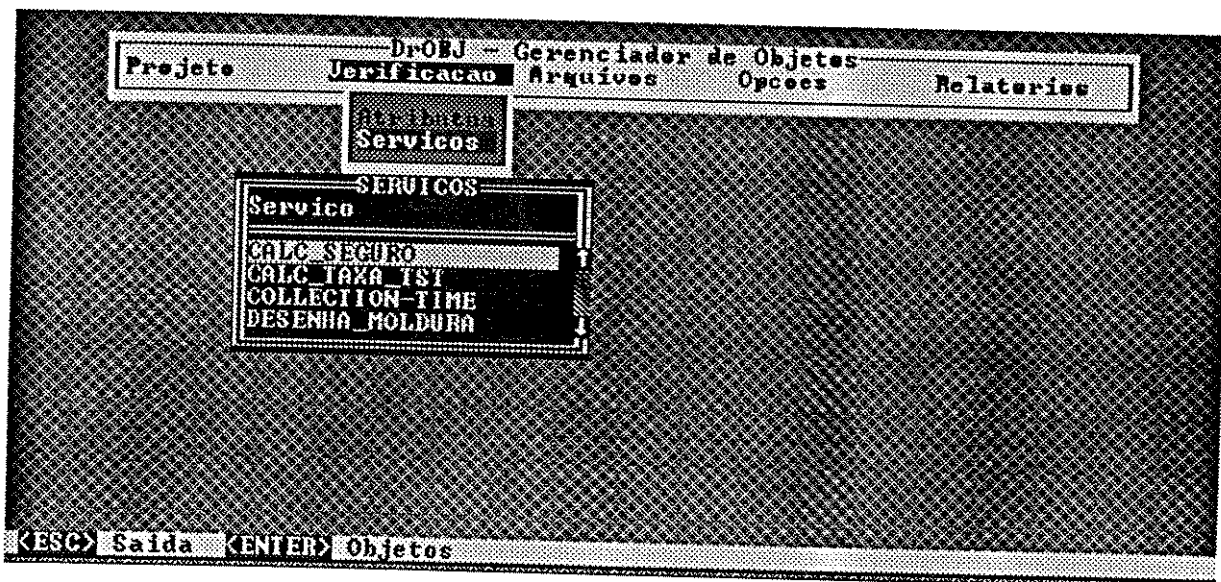 DrOBJ - Gerenciador de Objetos
Projeto Verificacao Arquivos Opcoes Relatorios
Atributos
Servicos
SERVICOS
Servico
CALC_SEGURO
CALC_TAXA_IST
COLLECTION-TIME
DESENHA_MOLDURA
<ESC> Saida <ENTER> Objetos